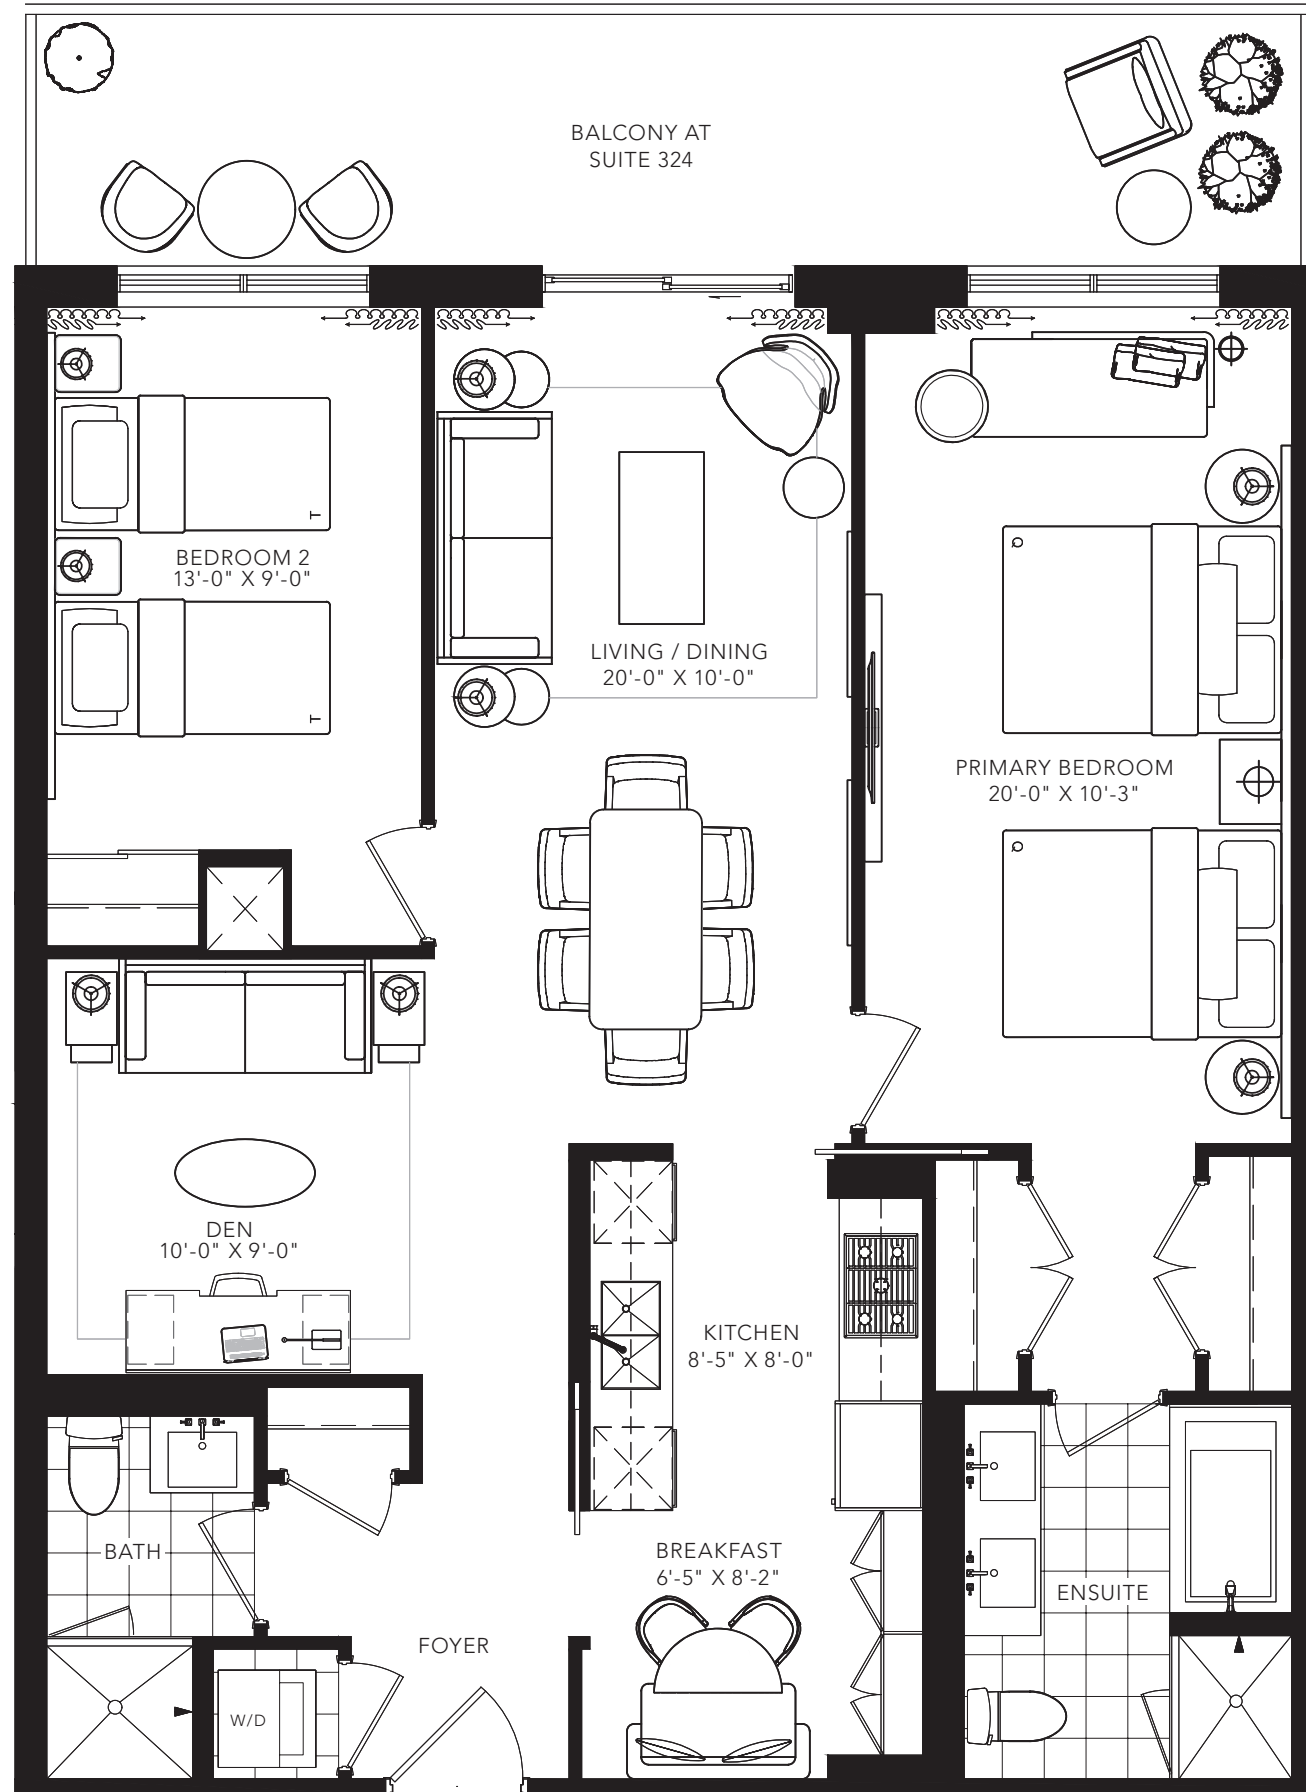 BALCONY AT
SUITE 324
BEDROOM 2
13'-0" X 9'-0"
LIVING / DINING
20'-0" X 10'-0"
PRIMARY BEDROOM
20'-0" X 10'-3"
DEN
10'-0" X 9'-0"
KITCHEN
8'-5" X 8'-0"
BATH
BREAKFAST
6'-5" X 8'-2"
ENSUITE
FOYER
W/D